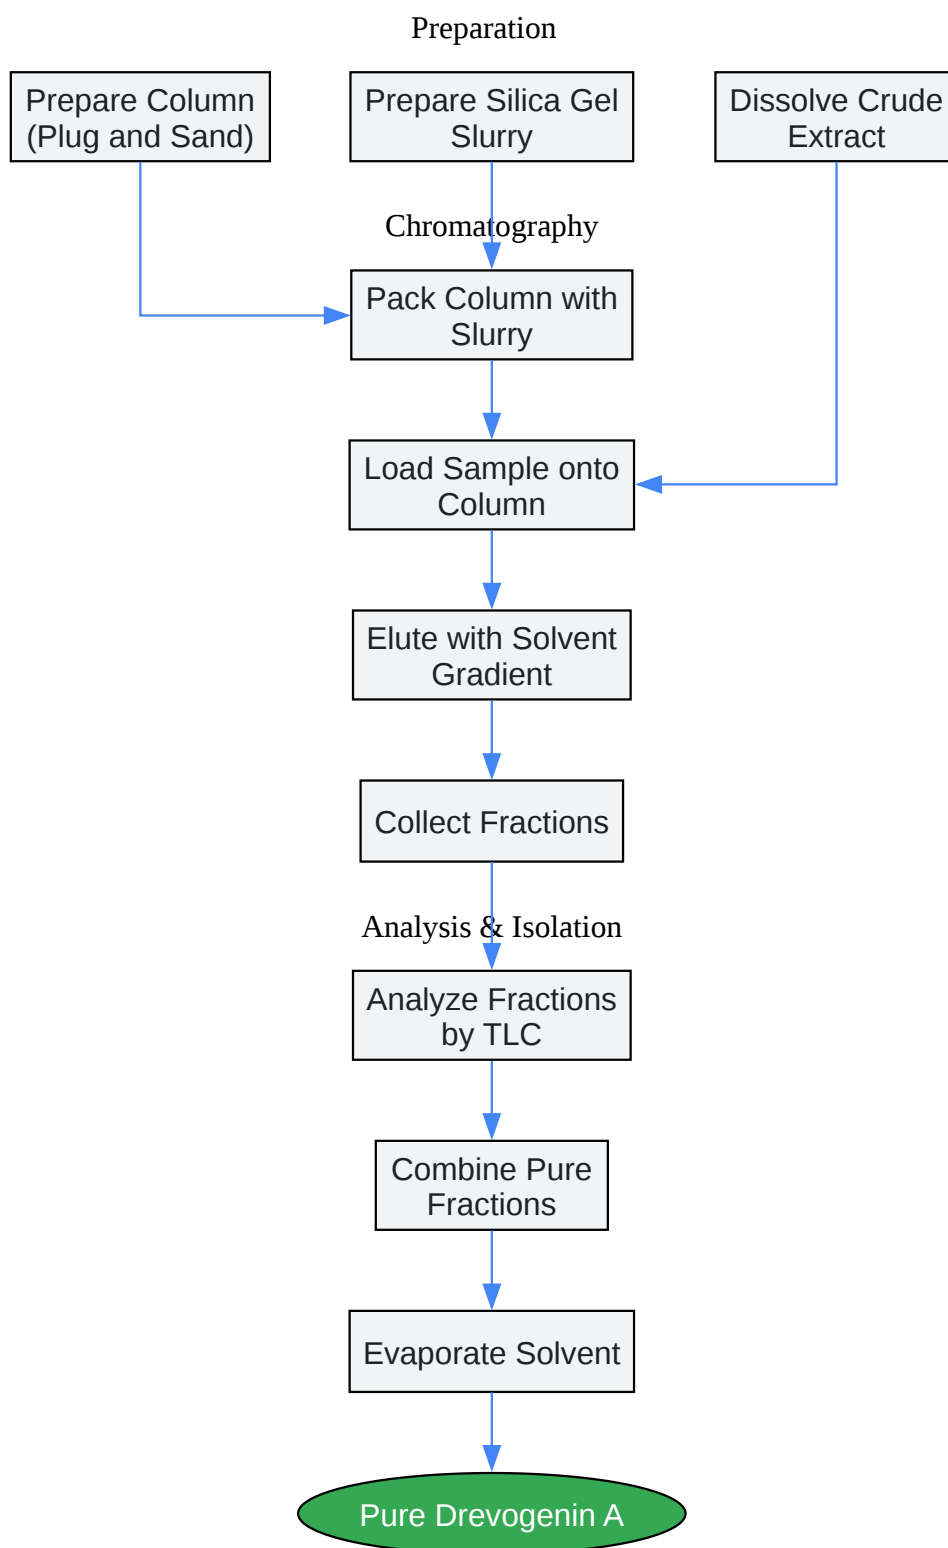 Preparation
Prepare Column
(Plug and Sand)
Prepare Silica Gel
Slurry
Dissolve Crude
Extract
Chromatography
Pack Column with
Slurry
Load Sample onto
Column
Elute with Solvent
Gradient
Collect Fractions
Analysis & Isolation
Analyze Fractions
by TLC
Combine Pure
Fractions
Evaporate Solvent
Pure Drevogenin A